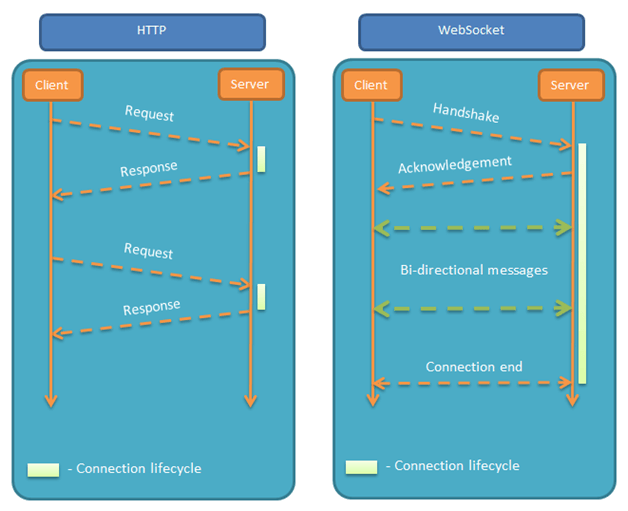 HTTP
Client
Server
Request
Response
Request
Response
- Connection lifecycle
WebSocket
Client
Server
Handshake
Acknowledgement
Bi-directional messages
Connection end
- Connection lifecycle